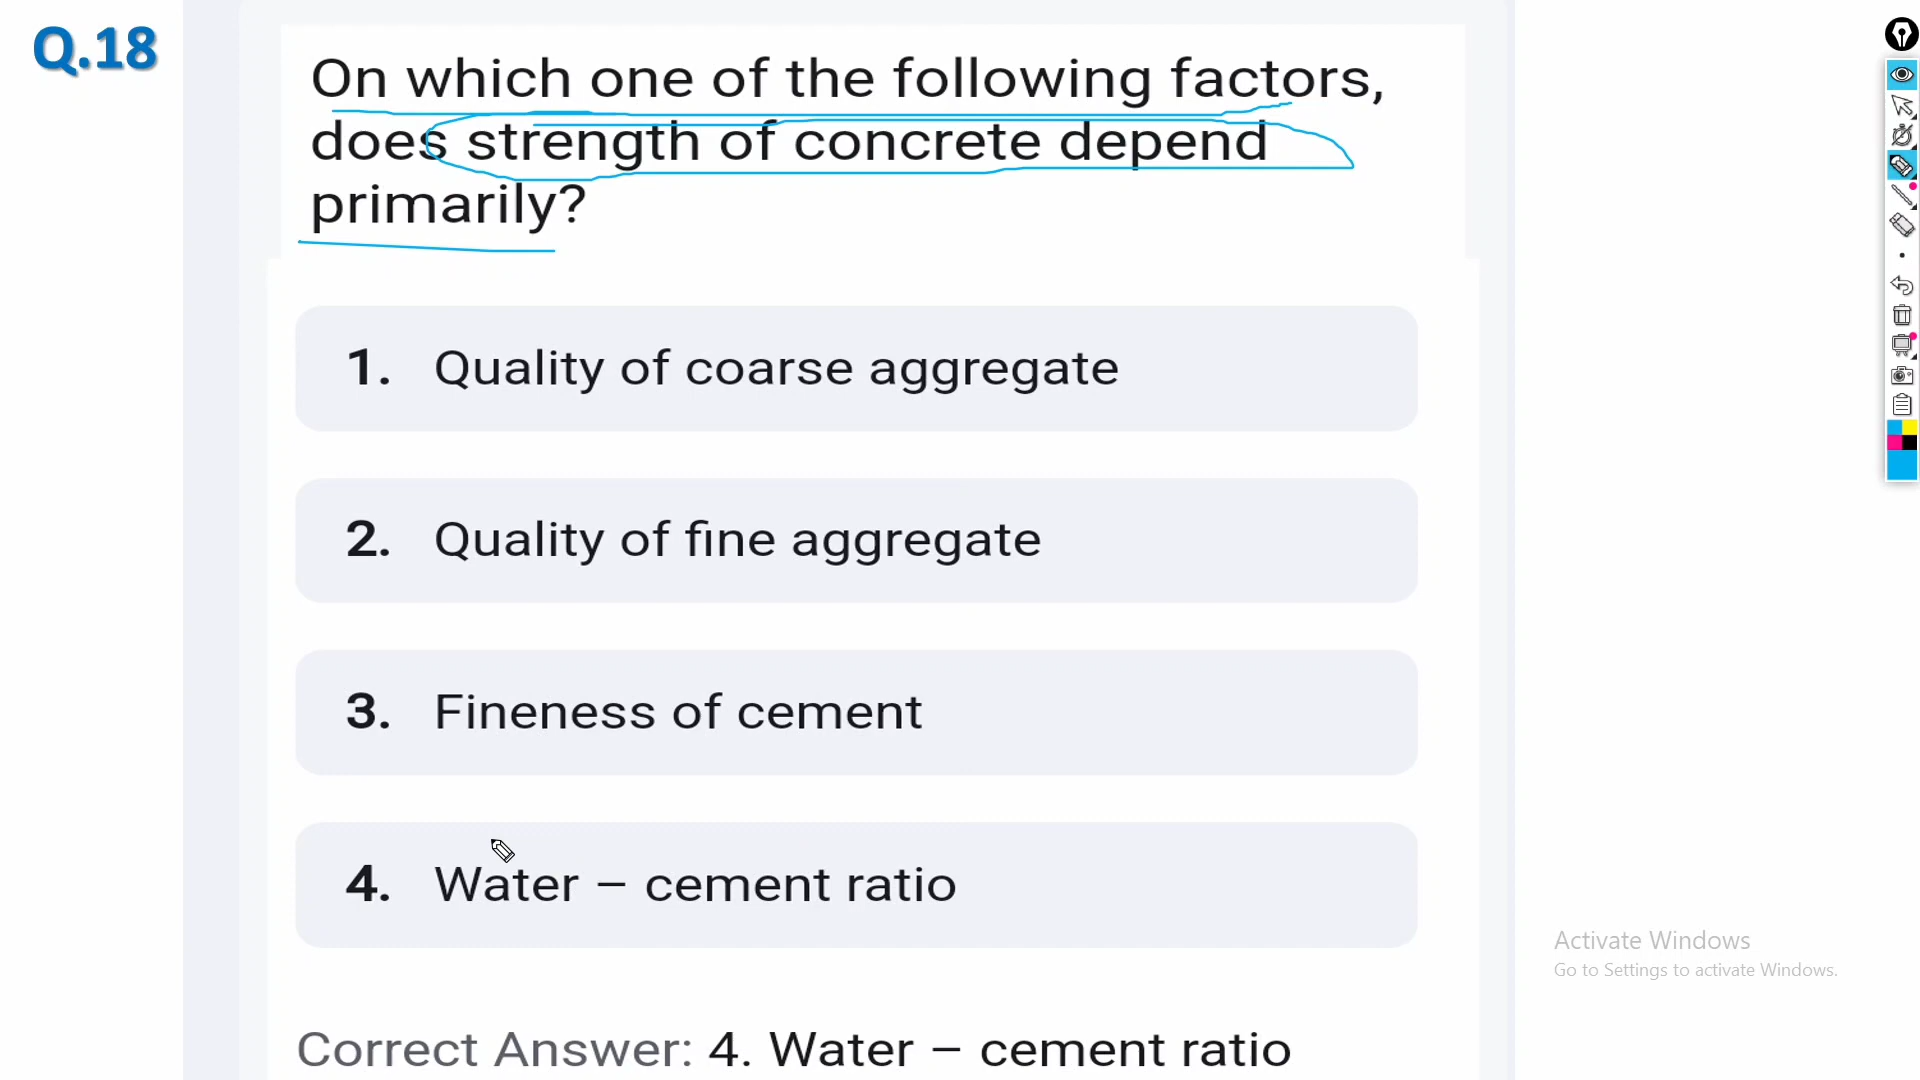 Q.18
On which one of the following factors,
does strength of concrete depend
primarily?
1. Quality of coarse aggregate
2. Quality of fine aggregate
3. Fineness of cement
4. Water – cement ratio
Activate Windows
Go to Settings to activate Windows.
Correct Answer: 4. Water – cement ratio